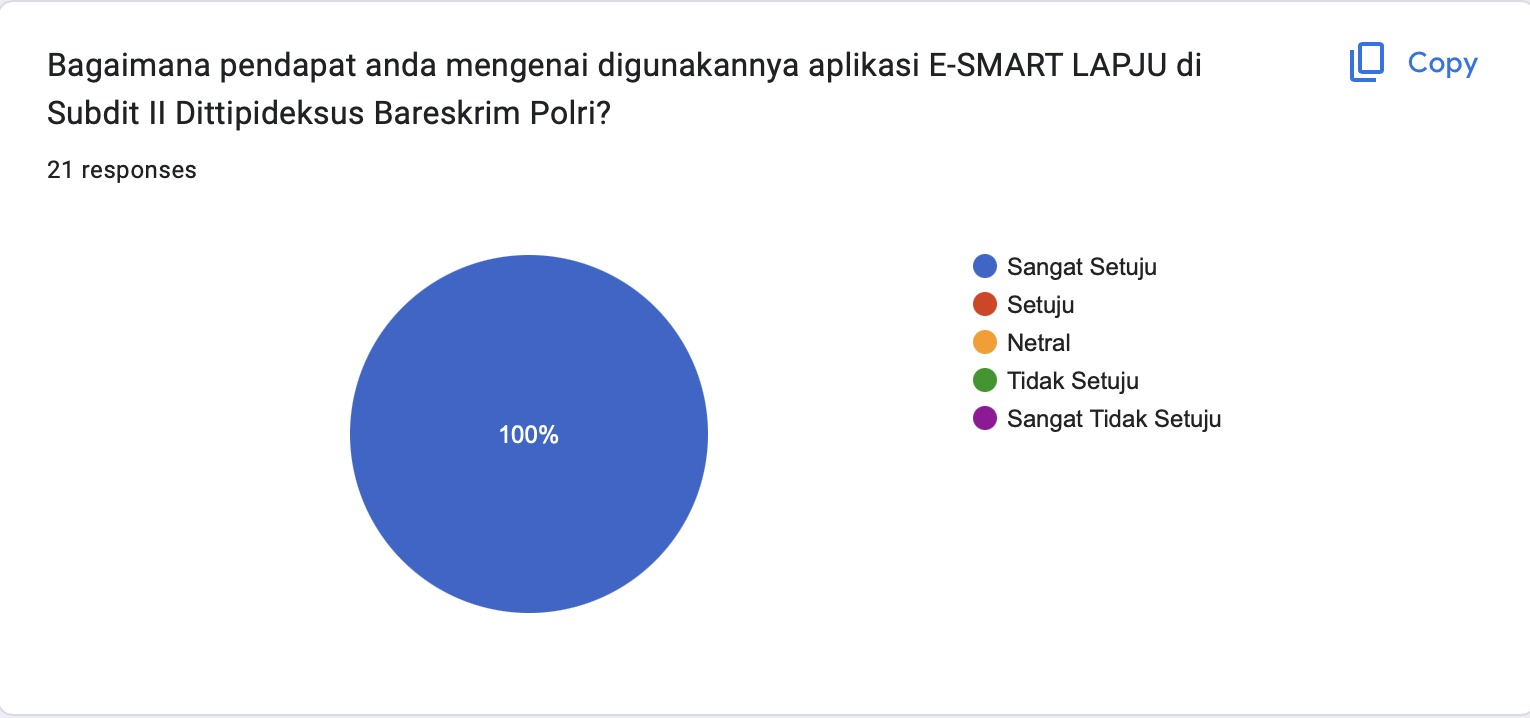 Bagaimana pendapat anda mengenai digunakannya aplikasi E-SMART LAPJU di
Subdit II Dittipideksus Bareskrim Polri?
Copy
21 responses
100%
Sangat Setuju
Setuju
Netral
Tidak Setuju
Sangat Tidak Setuju